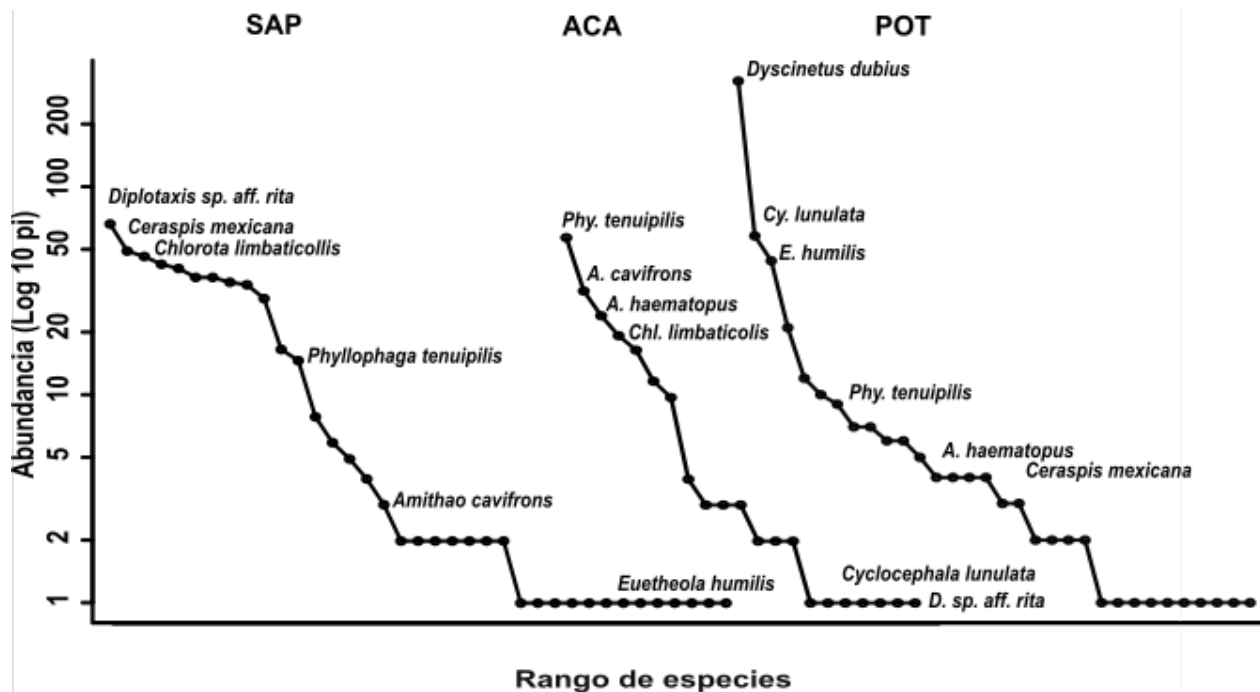 SAP
ACA
POT
Abundancia (Log 10 pi)
200
100
50
20
10
5
2
1
Diplotaxis sp. aff. rita
Ceraspis mexicana
Chlorota limbaticollis
Phyllophaga tenuipilis
Amithao cavifrons
Euetheola humilis
Phy. tenuipilis
A. cavifrons
A. haematopus
Chl. limbaticolis
Cyclocephala lunulata
D. sp. aff. rita
Dyscinetus dubius
Cy. lunulata
E. humilis
Phy. tenuipilis
A. haematopus
Ceraspis mexicana
Rango de especies